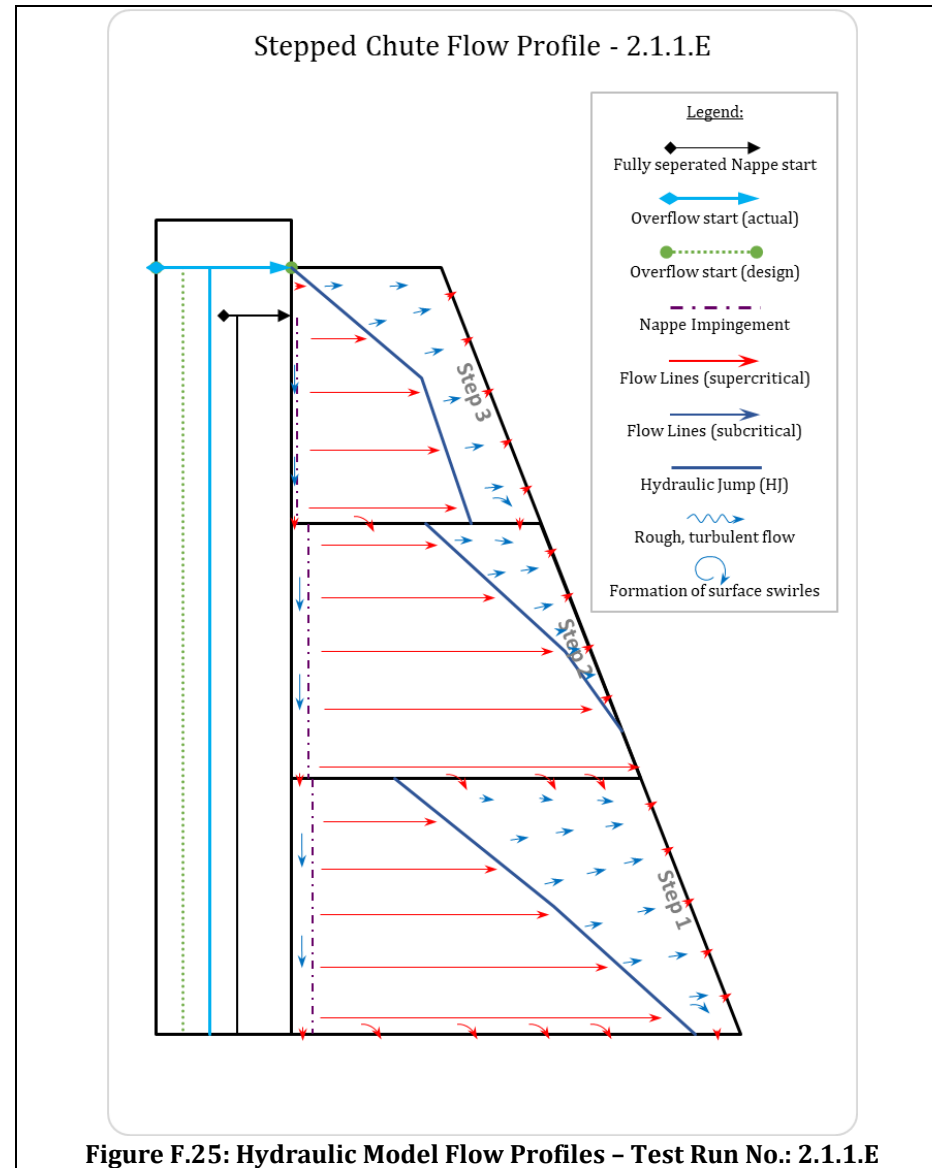 Stepped Chute Flow Profile - 2.1.1.E
Legend:
Fully seperated Nappe start
Overflow start (actual)
Overflow start (design)
Nappe Impingement
Flow Lines (supercritical)
Flow Lines (subcritical)
Hydraulic Jump (HJ)
Rough, turbulent flow
Formation of surface swirles
Step 3
Step 2
Step 1
Figure F.25: Hydraulic Model Flow Profiles – Test Run No.: 2.1.1.E